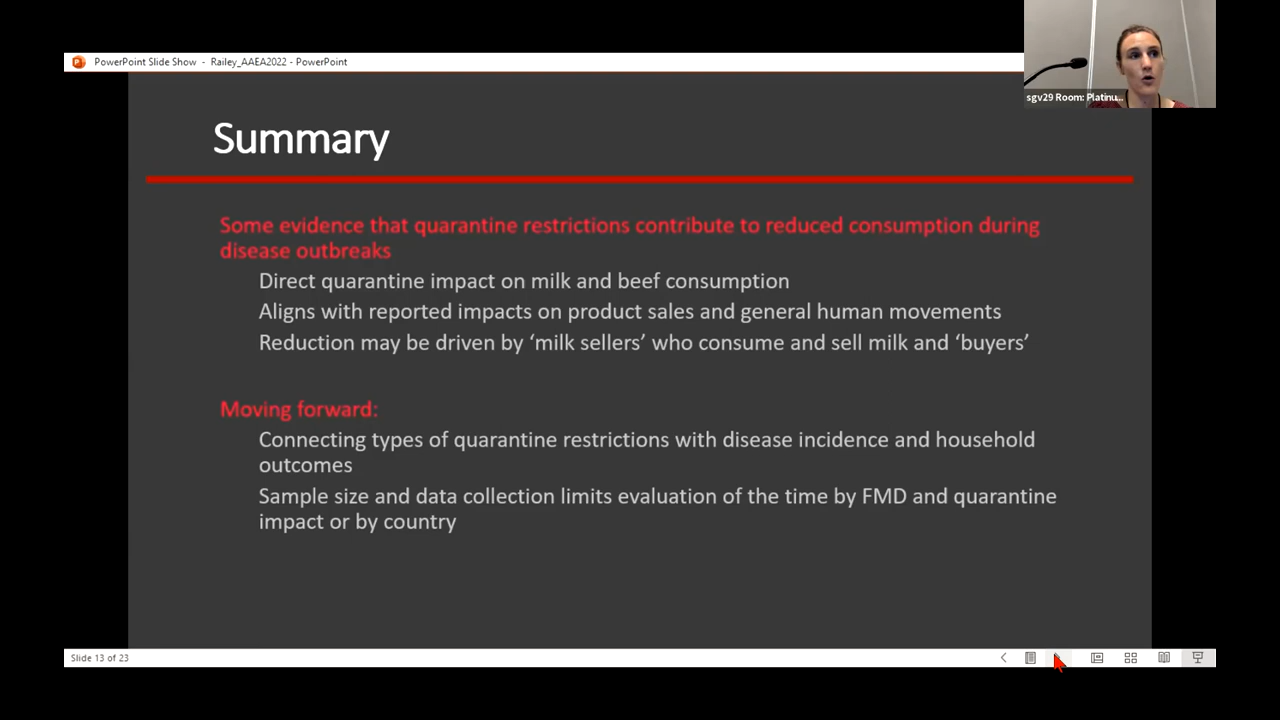 PowerPoint Slide Show - Railey_AAEA2022 - PowerPoint
sgv29 Room: Platinu...
Summary
Some evidence that quarantine restrictions contribute to reduced consumption during
disease outbreaks
Direct quarantine impact on milk and beef consumption
Aligns with reported impacts on product sales and general human movements
Reduction may be driven by ‘milk sellers’ who consume and sell milk and ‘buyers’
Moving forward:
Connecting types of quarantine restrictions with disease incidence and household
outcomes
Sample size and data collection limits evaluation of the time by FMD and quarantine
impact or by country
Slide 13 of 23